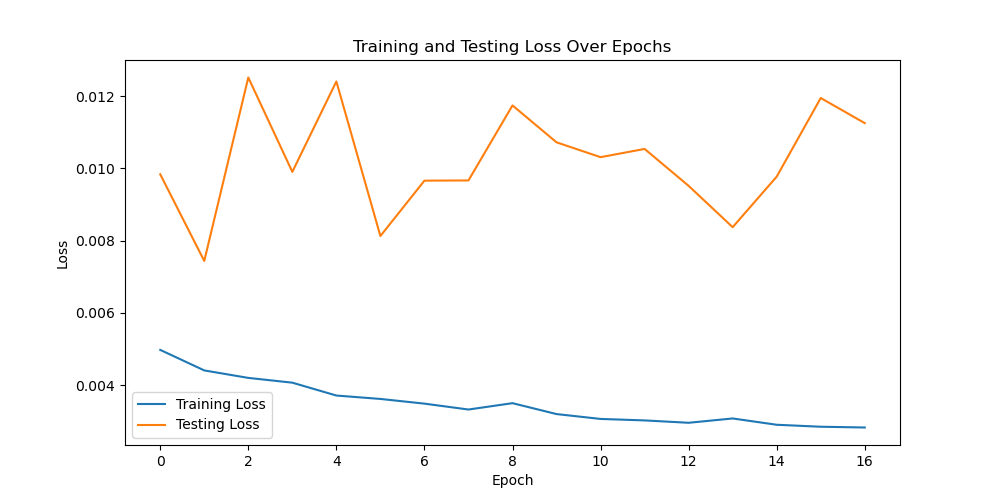 Training and Testing Loss Over Epochs
0.012
0.010
0.008
0.006
0.004
Loss
Training Loss
Testing Loss
0 2 4 6 8 10 12 14 16
Epoch